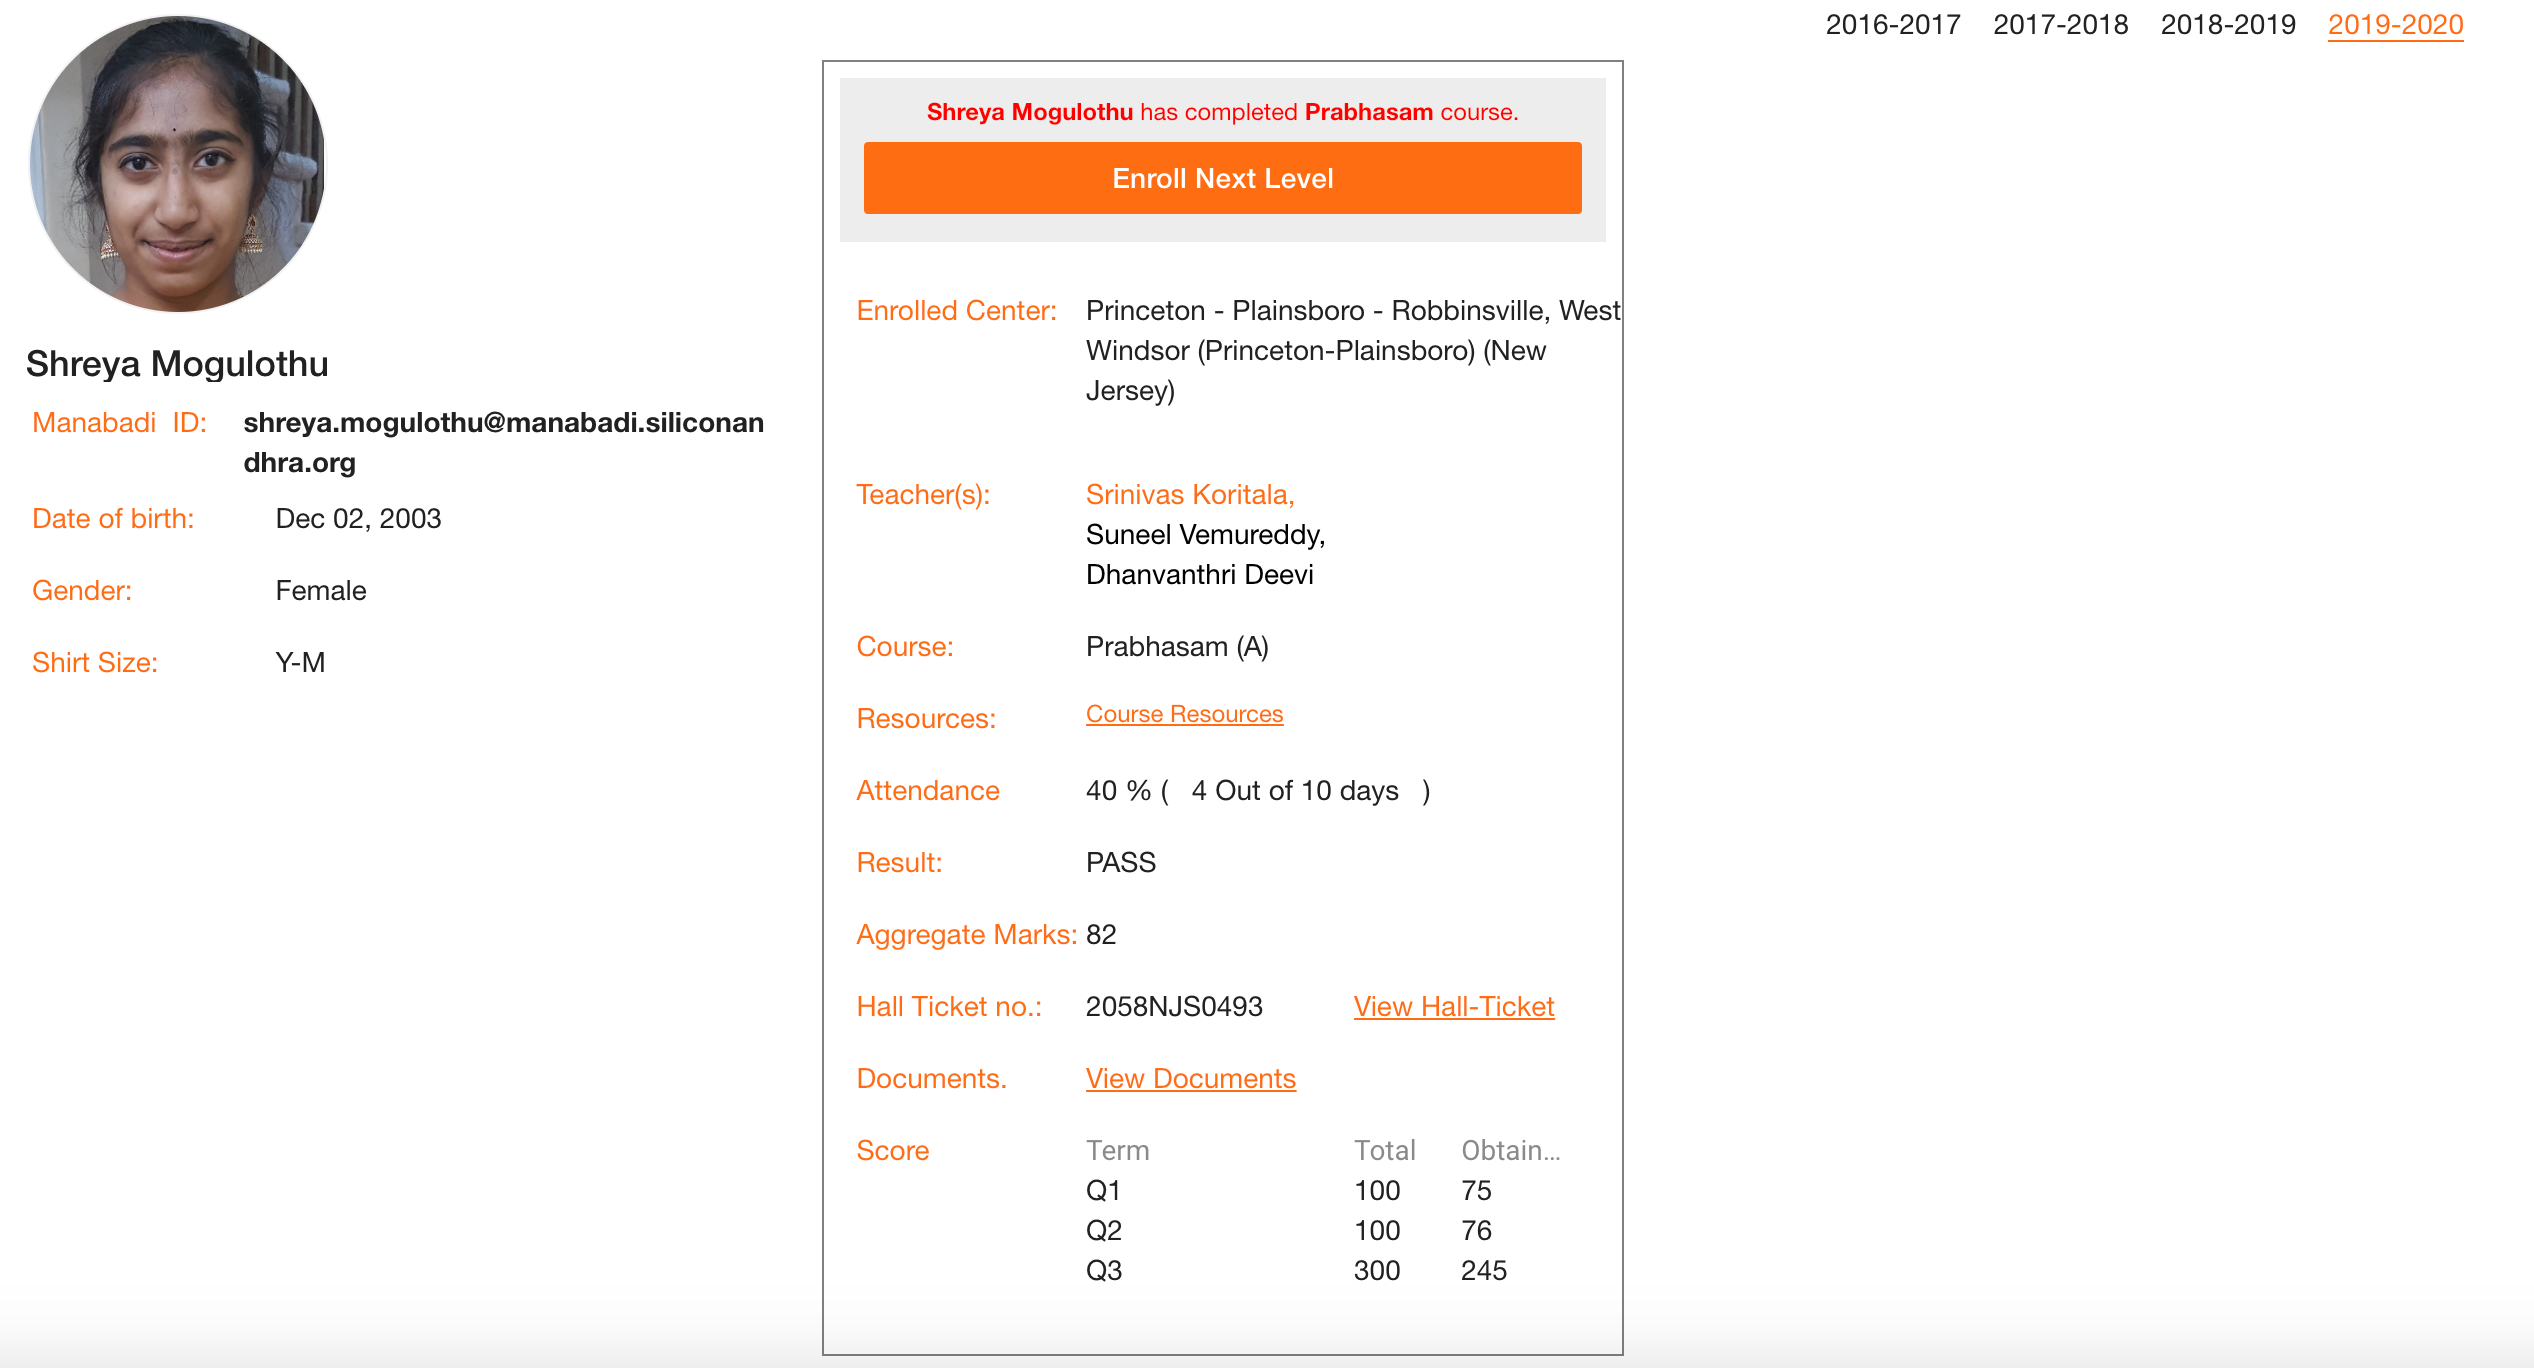 2016-2017 2017-2018 2018-2019 2019-2020
Shreya Mogulothu
Manabadi ID: shreya.mogulothu@manabadi.siliconan
dhra.org
Date of birth: Dec 02, 2003
Gender: Female
Shirt Size: Y-M
Shreya Mogulothu has completed Prabhasam course.
Enroll Next Level
Enrolled Center: Princeton - Plainsboro - Robbinsville, West
Windsor (Princeton-Plainsboro) (New
Jersey)
Teacher(s): Srinivas Koritala,
Suneel Vemureddy,
Dhanvanthri Deevi
Course: Prabhasam (A)
Resources: Course Resources
Attendance 40 % ( 4 Out of 10 days )
Result: PASS
Aggregate Marks: 82
Hall Ticket no.: 2058NJS0493 View Hall-Ticket
Documents. View Documents
Score Term Total Obtain...
Q1 100 75
Q2 100 76
Q3 300 245